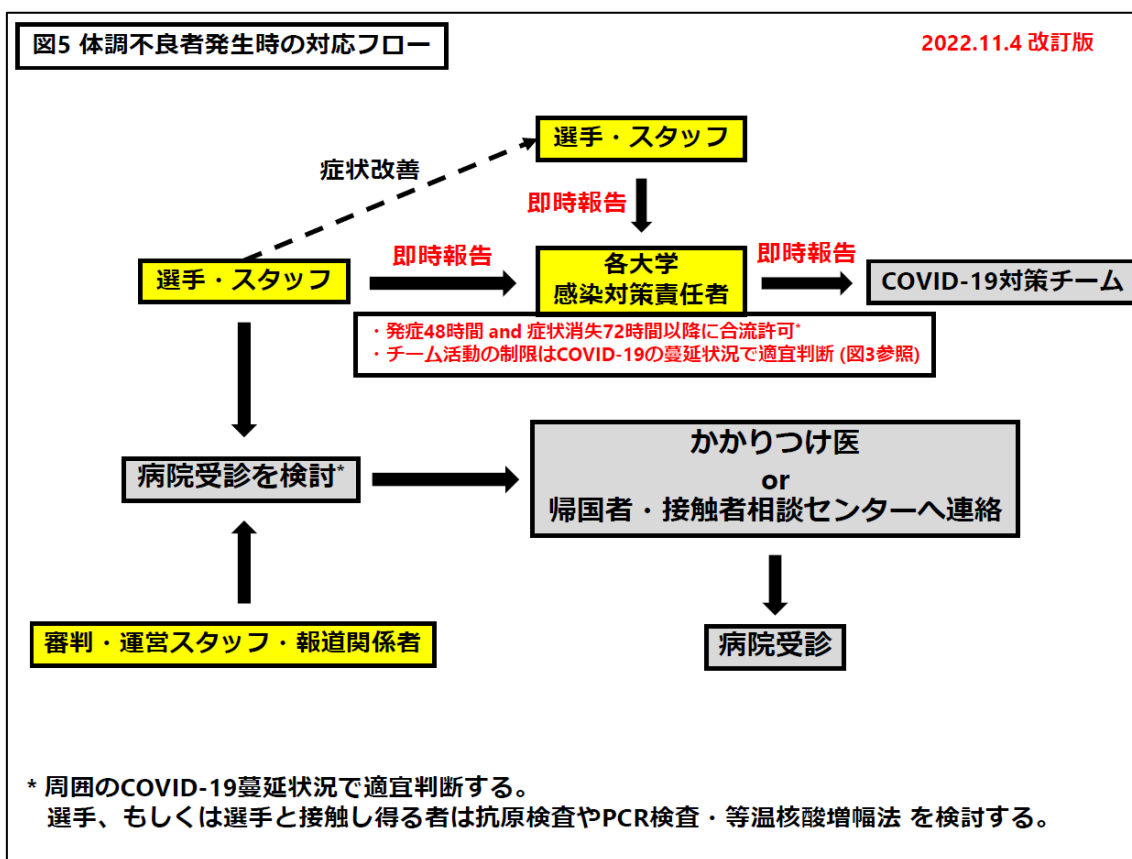 図5 体調不良者発生時の対応フロー
2022.11.4 改訂版
選手・スタッフ
症状改善
即時報告
選手・スタッフ
即時報告
各大学
感染対策責任者
即時報告
COVID-19対策チーム
・発症48時間 and 症状消失72時間以降に合流許可*
・チーム活動の制限はCOVID-19の蔓延状況で適宜判断 (図3参照)
病院受診を検討*
かかりつけ医
or
帰国者・接触者相談センターへ連絡
審判・運営スタッフ・報道関係者
病院受診
* 周囲のCOVID-19蔓延状況で適宜判断する。
選手、もしくは選手と接触し得る者は抗原検査やPCR検査・等温核酸増幅法 を検討する。